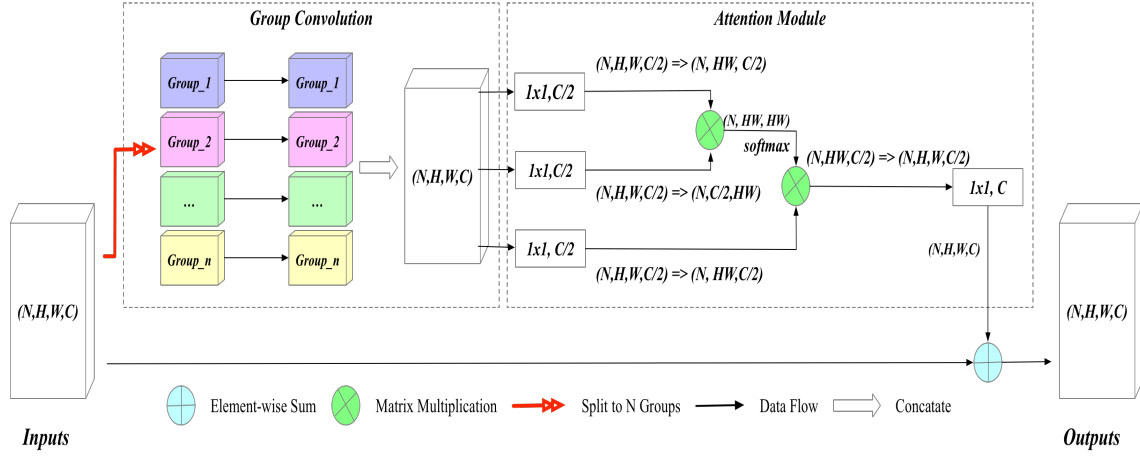 Group Convolution
Attention Module
Group_1
Group_1
Group_2
Group_2
...
...
Group_n
Group_n
(N,H,W,C)
1x1,C/2
(N,H,W,C/2) => (N, HW, C/2)
1x1,C/2
(N,H,W,C/2) => (N,C/2,HW)
1x1, C/2
(N,H,W,C/2) => (N, HW,C/2)
(N, HW, HW)
softmax
(N,HW,C/2) => (N,H,W,C/2)
1x1, C
(N,H,W,C)
(N,H,W,C)
(N,H,W,C)
Element-wise Sum
Matrix Multiplication
Split to N Groups
Data Flow
Concatate
Inputs
Outputs